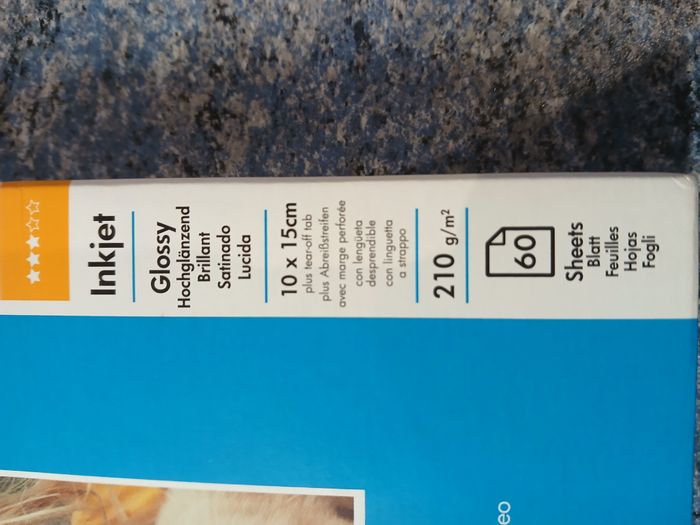 Inkjet
Glossy
Hochglänzend
Brillant
Satinado
Lucida
10 x 15cm
plus tear-off tab
plus Abreißstreifen
avec marge perforée
con lengüeta
desprendible
con linguetta
a strappo
210 g/m²
60
Sheets
Blatt
Feuilles
Hojas
Fogli